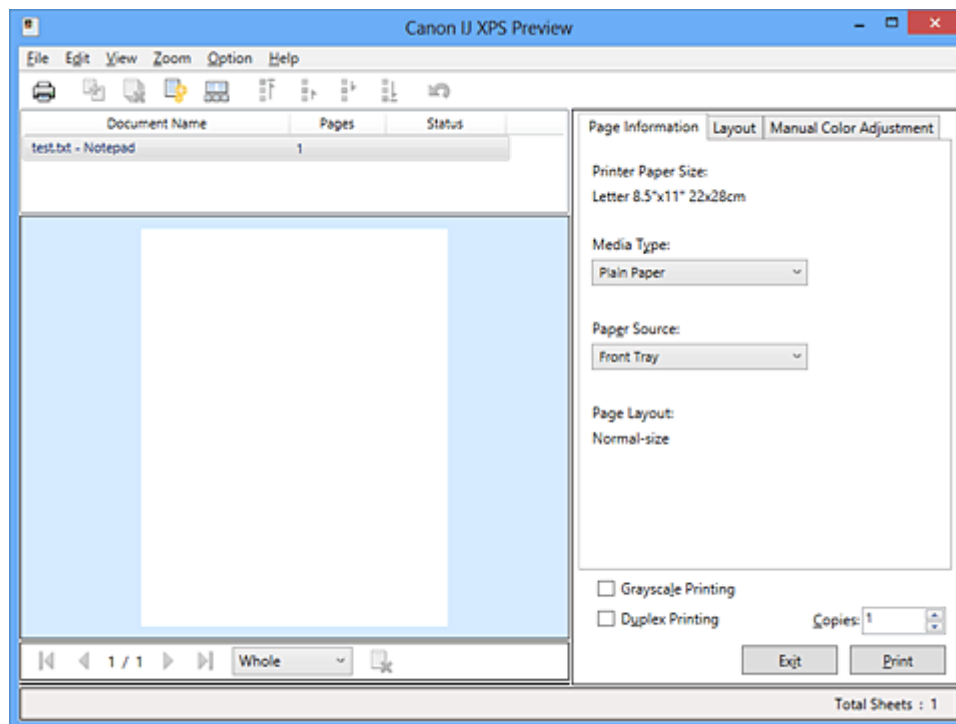 Canon IJ XPS Preview
File Edit View Zoom Option Help
Document Name Pages Status
test.txt - Notepad 1
Page Information Layout Manual Color Adjustment
Printer Paper Size:
Letter 8.5"x11" 22x28cm
Media Type:
Plain Paper
Paper Source:
Front Tray
Page Layout:
Normal-size
Grayscale Printing
Duplex Printing Copies: 1
1 / 1 Whole Exit Print
Total Sheets : 1